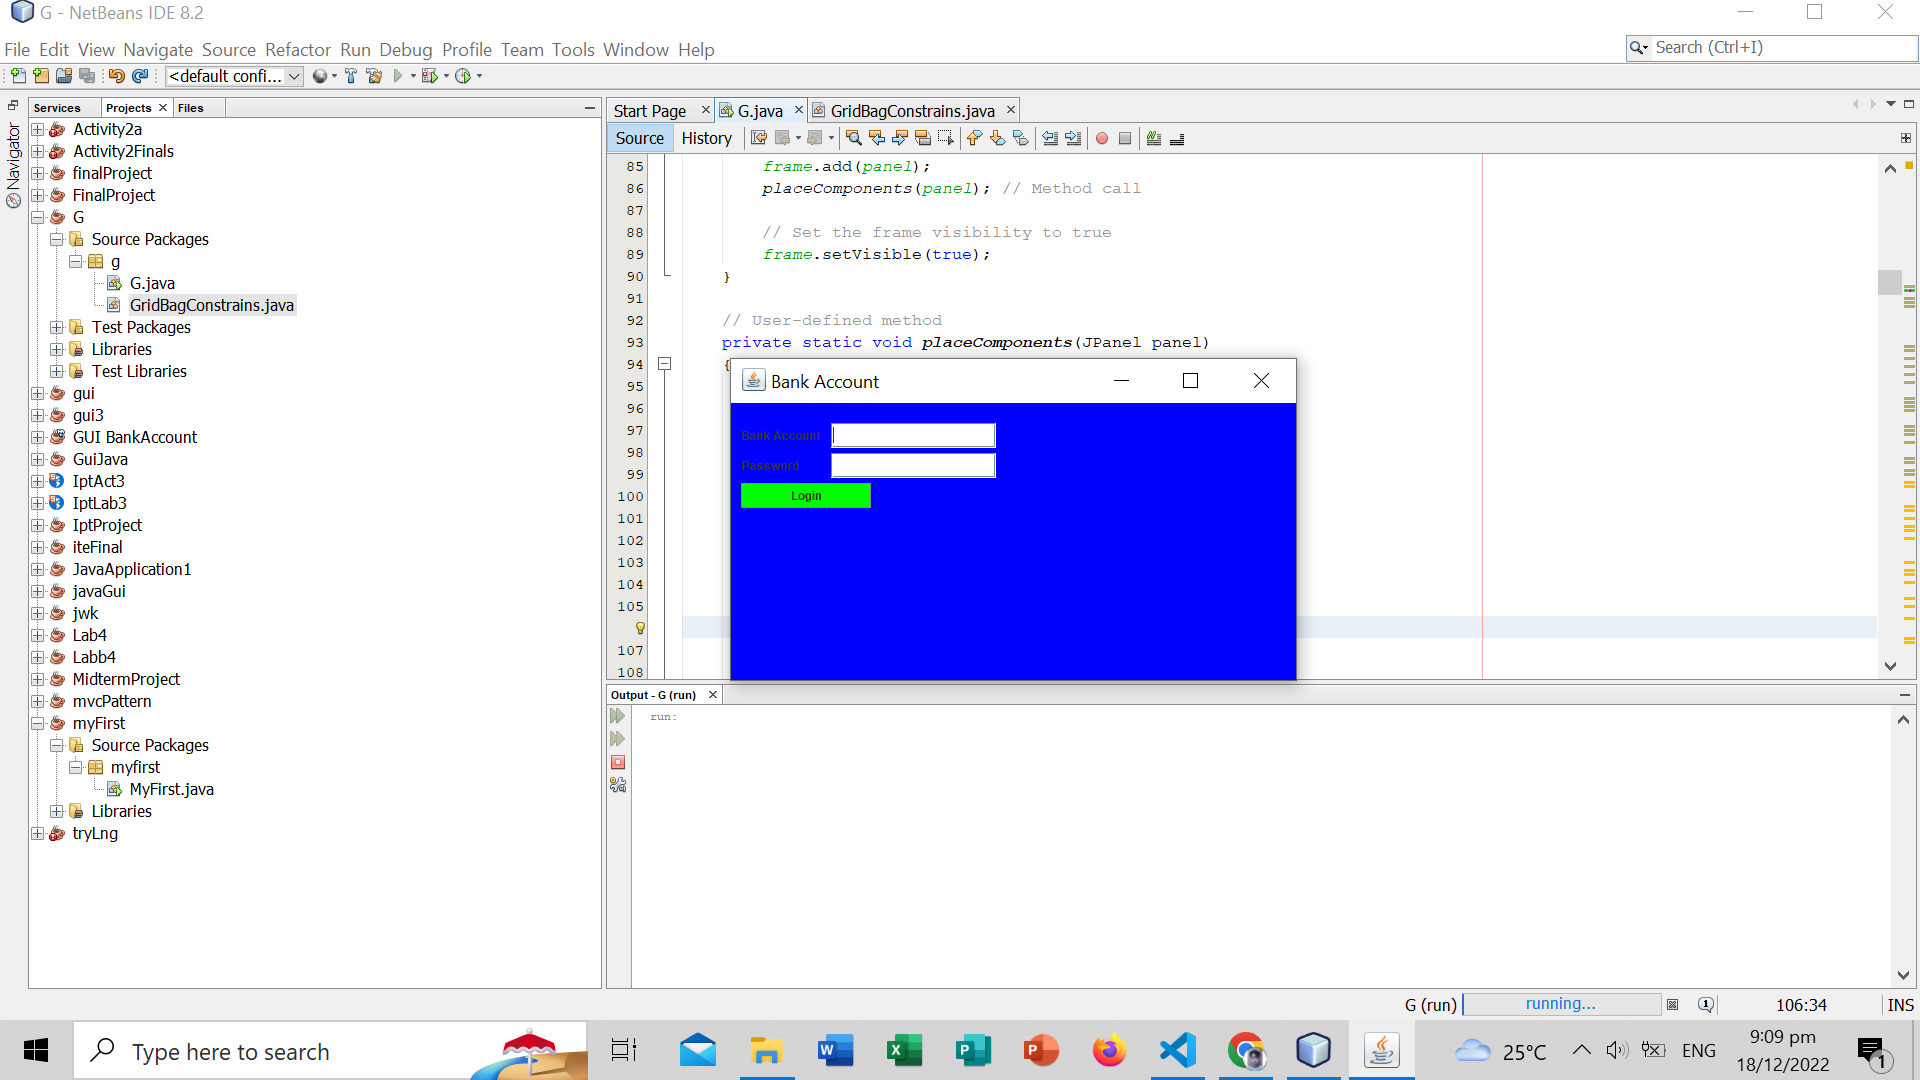 G - NetBeans IDE 8.2
File Edit View Navigate Source Refactor Run Debug Profile Team Tools Window Help
Search (Ctrl+I)
<default confi...
Services Projects Files
Navigator
Activity2a
Activity2Finals
finalProject
FinalProject
G
Source Packages
g
G.java
GridBagConstrains.java
Test Packages
Libraries
Test Libraries
gui
gui3
GUI BankAccount
GuiJava
IptAct3
IptLab3
IptProject
iteFinal
JavaApplication1
javaGui
jwk
Lab4
Labb4
MidtermProject
mvcPattern
myFirst
Source Packages
myfirst
MyFirst.java
Libraries
tryLng
Start Page G.java GridBagConstrains.java
Source History
85 frame.add(panel);
86 placeComponents(panel); // Method call
87
88 // Set the frame visibility to true
89 frame.setVisible(true);
90 }
91
92 // User-defined method
93 private static void placeComponents(JPanel panel)
94 {
95
96
97
98
99
100
101
102
103
104
105
107
108
Bank Account
Bank Account
Password
Login
Output - G (run)
run:
G (run) running... 106:34 INS
Type here to search
25°C ENG
9:09 pm
18/12/2022
1